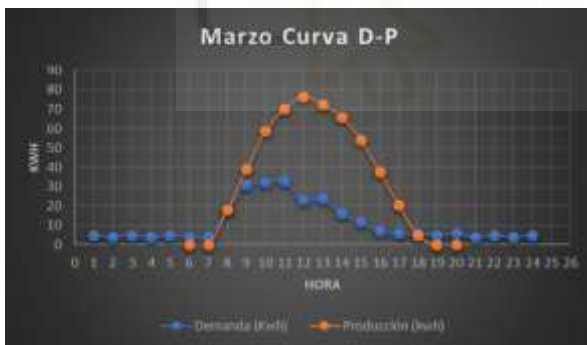 Marzo Curva D-P
90
80
70
60
50
40
30
20
10
0
KWH
0 1 2 3 4 5 6 7 8 9 10 11 12 13 14 15 16 17 18 19 20 21 22 23 24 25 26
HORA
Demanda (Kwh) Producción (kwh)